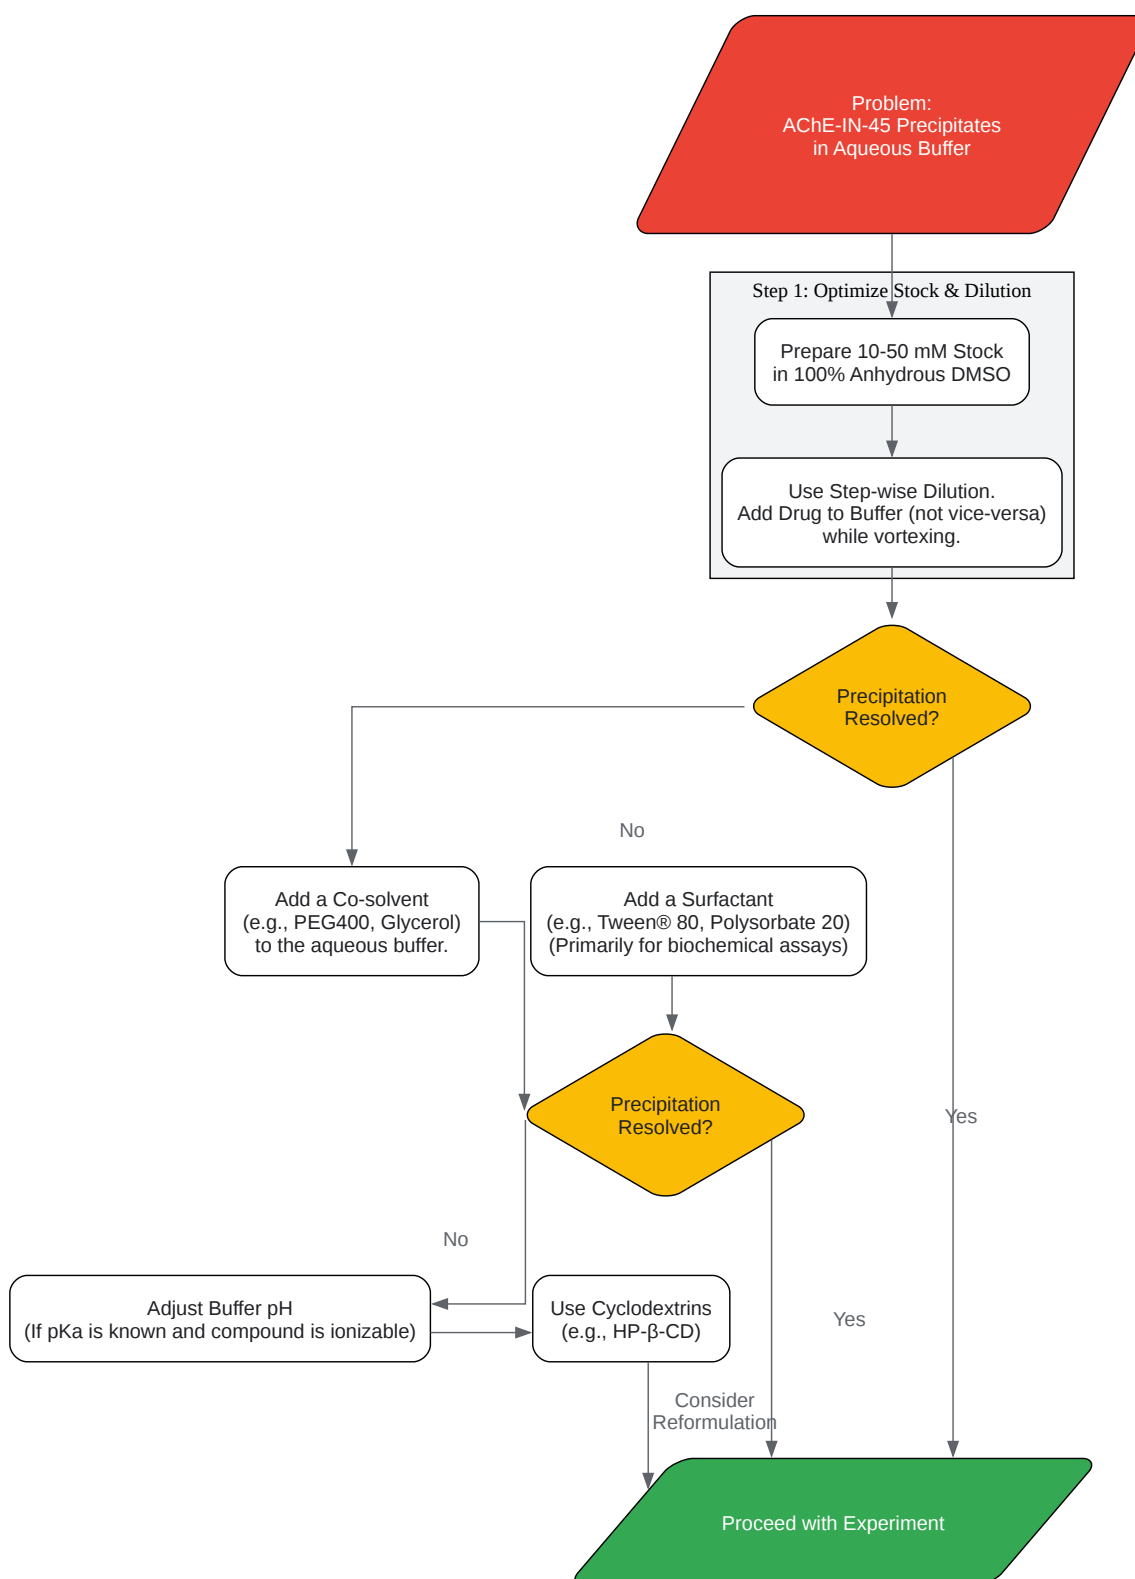 Problem:
AChE-IN-45 Precipitates
in Aqueous Buffer
Step 1: Optimize Stock & Dilution
Prepare 10-50 mM Stock
in 100% Anhydrous DMSO
Use Step-wise Dilution.
Add Drug to Buffer (not vice-versa)
while vortexing.
Precipitation
Resolved?
No
Add a Co-solvent
(e.g., PEG400, Glycerol)
to the aqueous buffer.
Add a Surfactant
(e.g., Tween® 80, Polysorbate 20)
(Primarily for biochemical assays)
Precipitation
Resolved?
Yes
No
Adjust Buffer pH
(If pKa is known and compound is ionizable)
Use Cyclodextrins
(e.g., HP-β-CD)
Yes
Consider
Reformulation
Proceed with Experiment